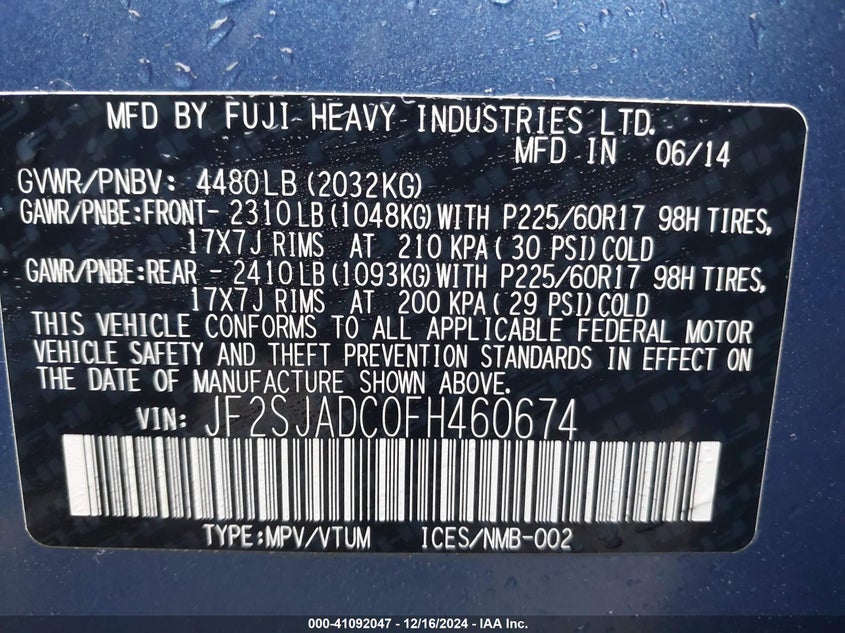 MFD BY FUJI HEAVY INDUSTRIES LTD.
MFD IN 06/14
GVWR/PNBV: 4480LB (2032KG)
GAWR/PNBE:FRONT- 2310LB (1048KG) WITH P225/60R17 98H TIRES,
17X7J RIMS AT 210 KPA ( 30 PSI) COLD
GAWR/PNBE:REAR - 2410LB (1093KG) WITH P225/60R17 98H TIRES,
17X7J RIMS AT 200 KPA ( 29 PSI) COLD
THIS VEHICLE CONFORMS TO ALL APPLICABLE FEDERAL MOTOR
VEHICLE SAFETY AND THEFT PREVENTION STANDARDS IN EFFECT ON
THE DATE OF MANUFACTURE SHOWN ABOVE.
VIN: JF2SJADC0FH460674
TYPE:MPV/VTUM ICES/NMB-002
000-41092047 - 12/16/2024 - IAA Inc.